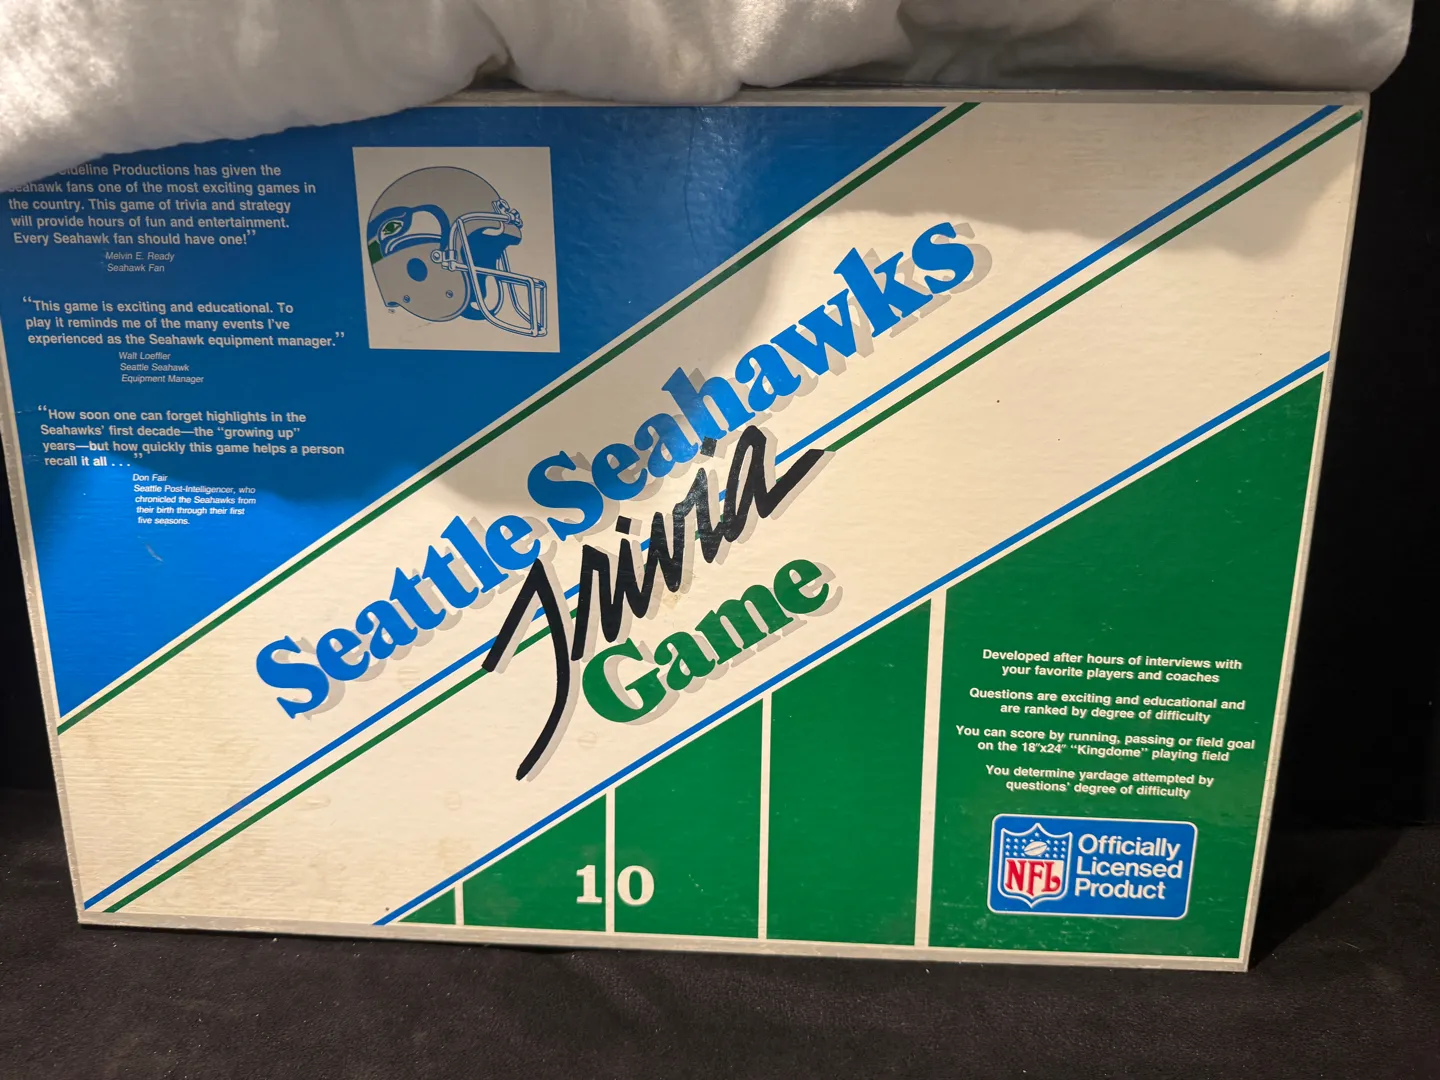 Productions has given the
Seahawk fans one of the most exciting games in
the country. This game of trivia and strategy
will provide hours of fun and entertainment.
Every Seahawk fan should have one!”
Melvin E. Ready
Seahawk Fan
“This game is exciting and educational. To
play it reminds me of the many events I’ve
experienced as the Seahawk equipment manager.”
Walt Loeffler
Seattle Seahawk
Equipment Manager
“How soon one can forget highlights in the
Seahawks’ first decade—the “growing up”
years—but how quickly this game helps a person
recall it all . . .”
Don Fair
Seattle Post-Intelligencer, who
chronicled the Seahawks from
their birth through their first
five seasons.
Seattle Seahawks
Trivia
Game
Developed after hours of interviews with
your favorite players and coaches
Questions are exciting and educational and
are ranked by degree of difficulty
You can score by running, passing or field goal
on the 18"x24" “Kingdome” playing field
You determine yardage attempted by
questions’ degree of difficulty
NFL
Officially
Licensed
Product
10